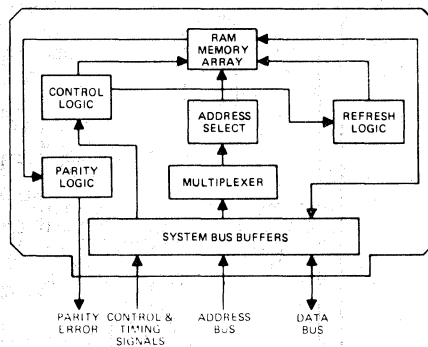 RAM
MEMORY
ARRAY
CONTROL
LOGIC
ADDRESS
SELECT
REFRESH
LOGIC
PARITY
LOGIC
MULTIPLEXER
SYSTEM BUS BUFFERS
PARITY
ERROR
CONTROL &
TIMING
SIGNALS
ADDRESS
BUS
DATA
BUS